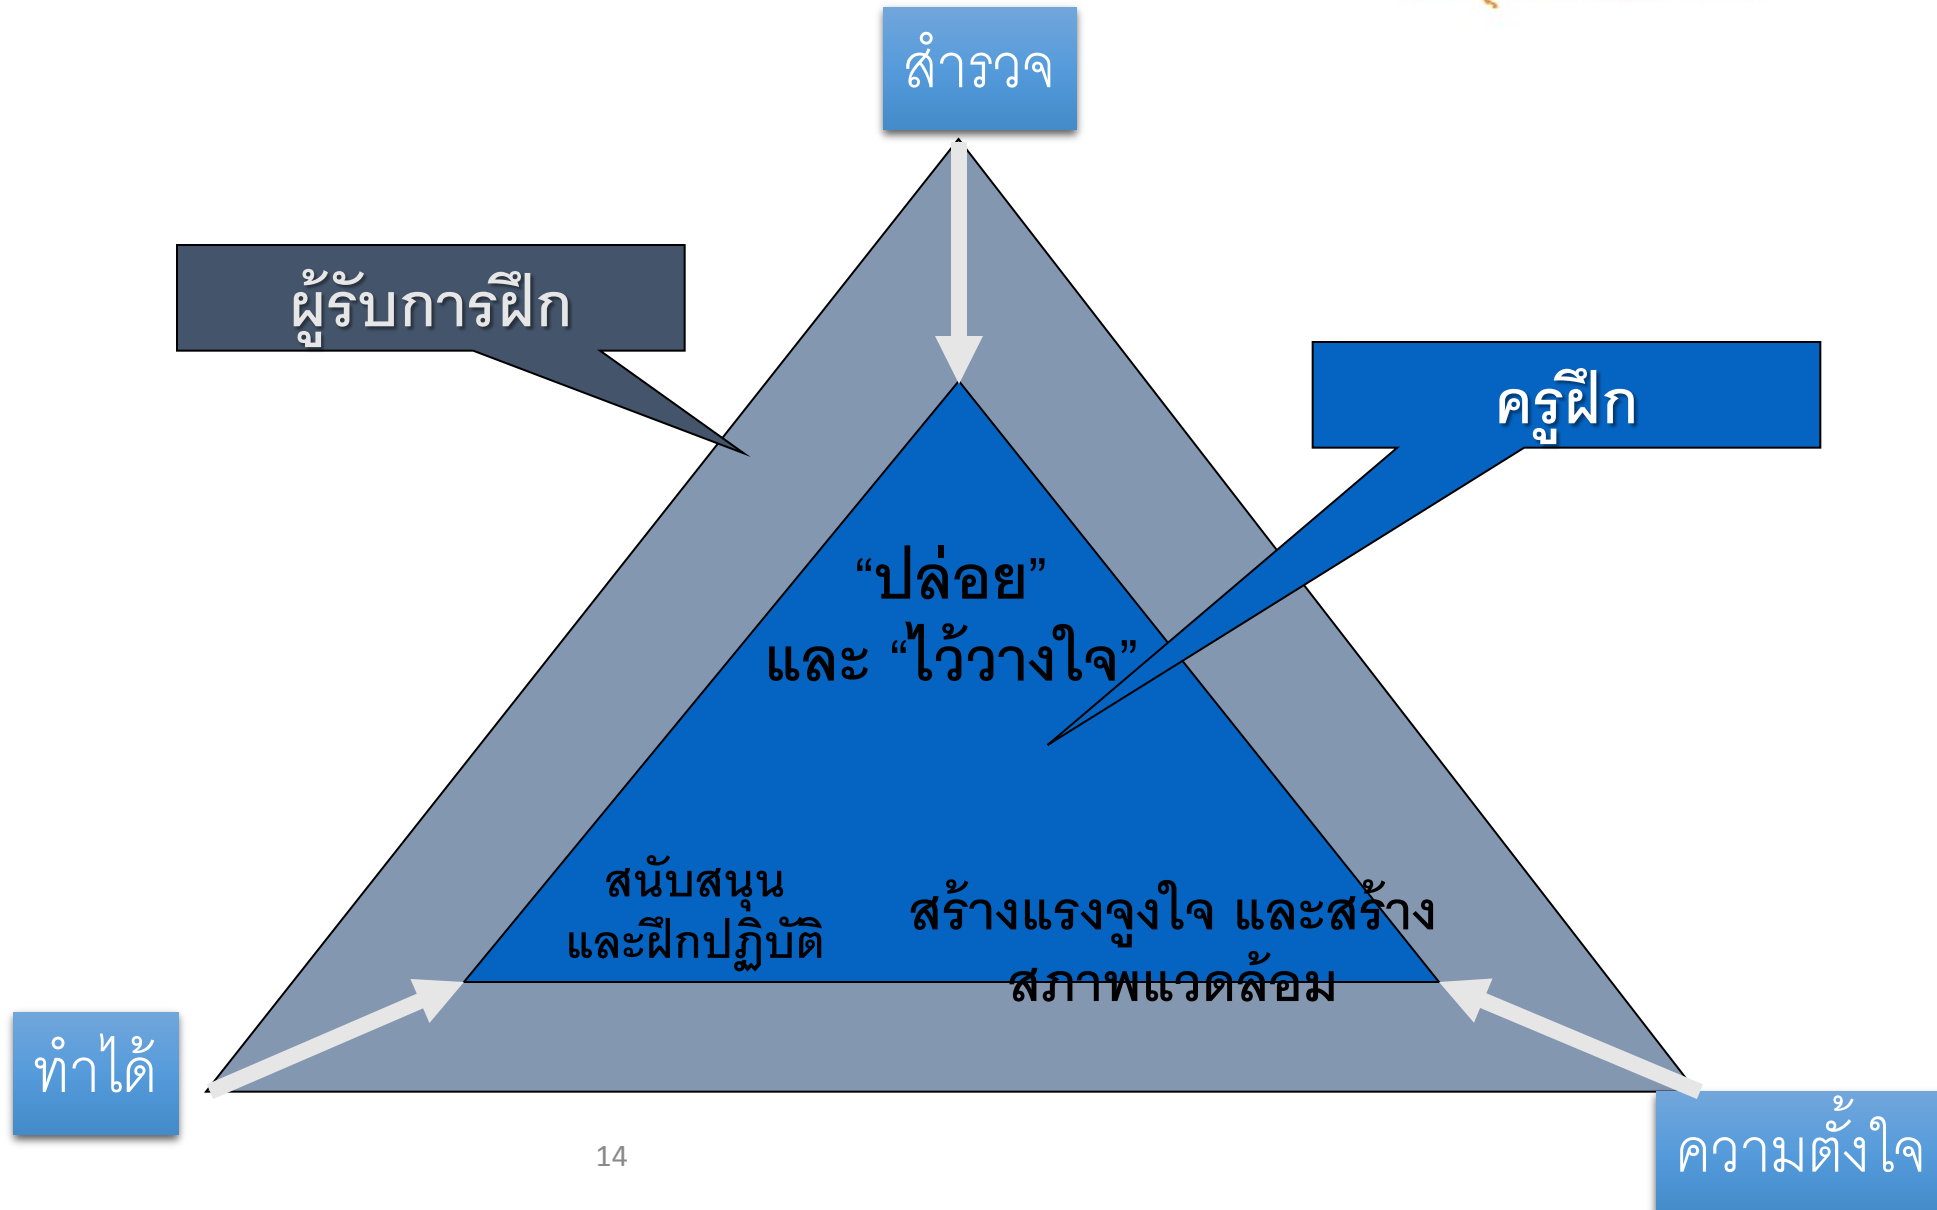 สำรวจ
ผู้รับการฝึก
ครูฝึก
“ปล่อย”
และ “ไว้วางใจ”
สนับสนุน
และฝึกปฏิบัติ
สร้างแรงจูงใจ และสร้าง
สภาพแวดล้อม
ทำได้
ความตั้งใจ
14